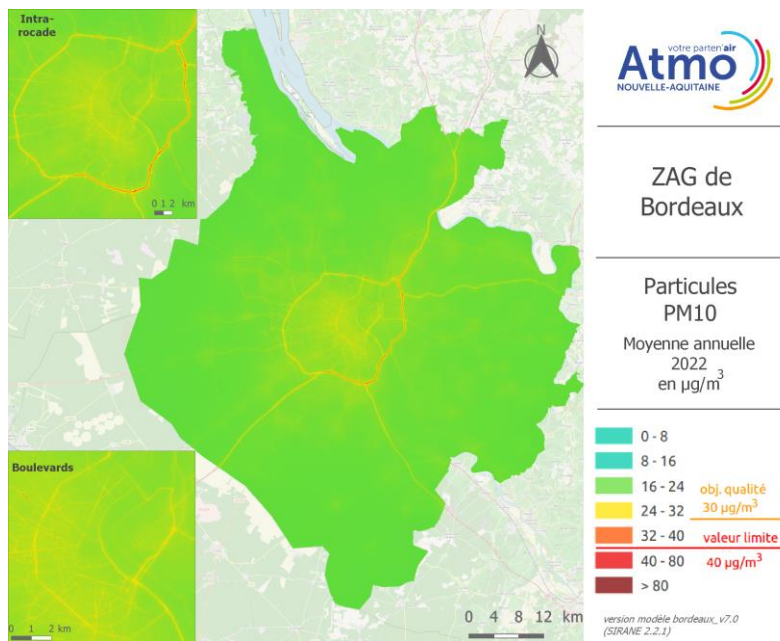 Intra-
rocade
0 1 2 km
N
votre parten'air
Atmo
NOUVELLE-AQUITAINE
ZAG de
Bordeaux
Particules
PM10
Moyenne annuelle
2022
en µg/m³
0 - 8
8 - 16
16 - 24
24 - 32
32 - 40
40 - 80
> 80
obj. qualité
30 µg/m³
valeur limite
40 µg/m³
Boulevards
0 1 2 km
0 4 8 12 km
version modèle bordeaux_v7.0
(SIRANE 2.2.1)